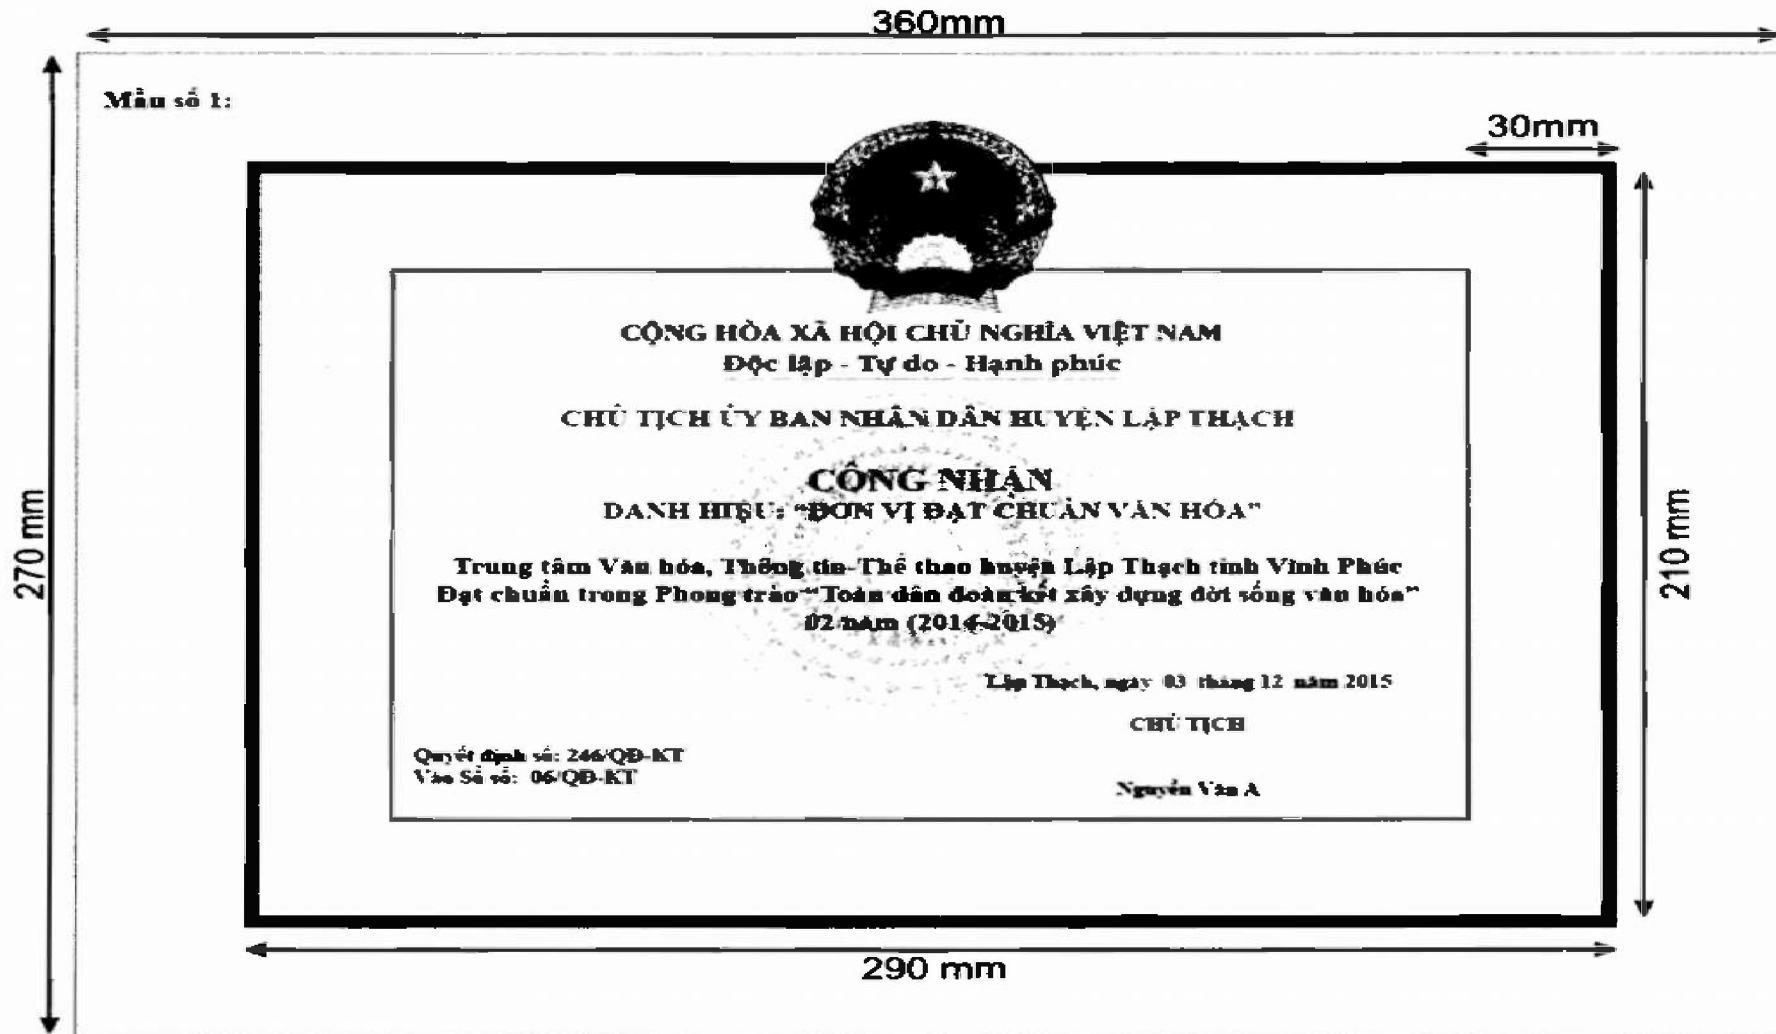 360mm
Mẫu số 1:
30mm
CỘNG HÒA XÃ HỘI CHỦ NGHĨA VIỆT NAM
Độc lập - Tự do - Hạnh phúc
CHỦ TỊCH ỦY BAN NHÂN DÂN HUYỆN LẬP THẠCH
CÔNG NHẬN
DANH HIỆU: “ĐƠN VỊ ĐẠT CHUẨN VĂN HÓA”
270 mm
210 mm
Trung tâm Văn hóa, Thông tin-Thể thao huyện Lập Thạch tỉnh Vĩnh Phúc
Đạt chuẩn trong Phong trào “Toàn dân đoàn kết xây dựng đời sống văn hóa”
02 năm (2014-2015)
Lập Thạch, ngày 03 tháng 12 năm 2015
CHỦ TỊCH
Quyết định số: 246/QĐ-KT
Vào Sổ số: 06/QĐ-KT
Nguyễn Văn A
290 mm